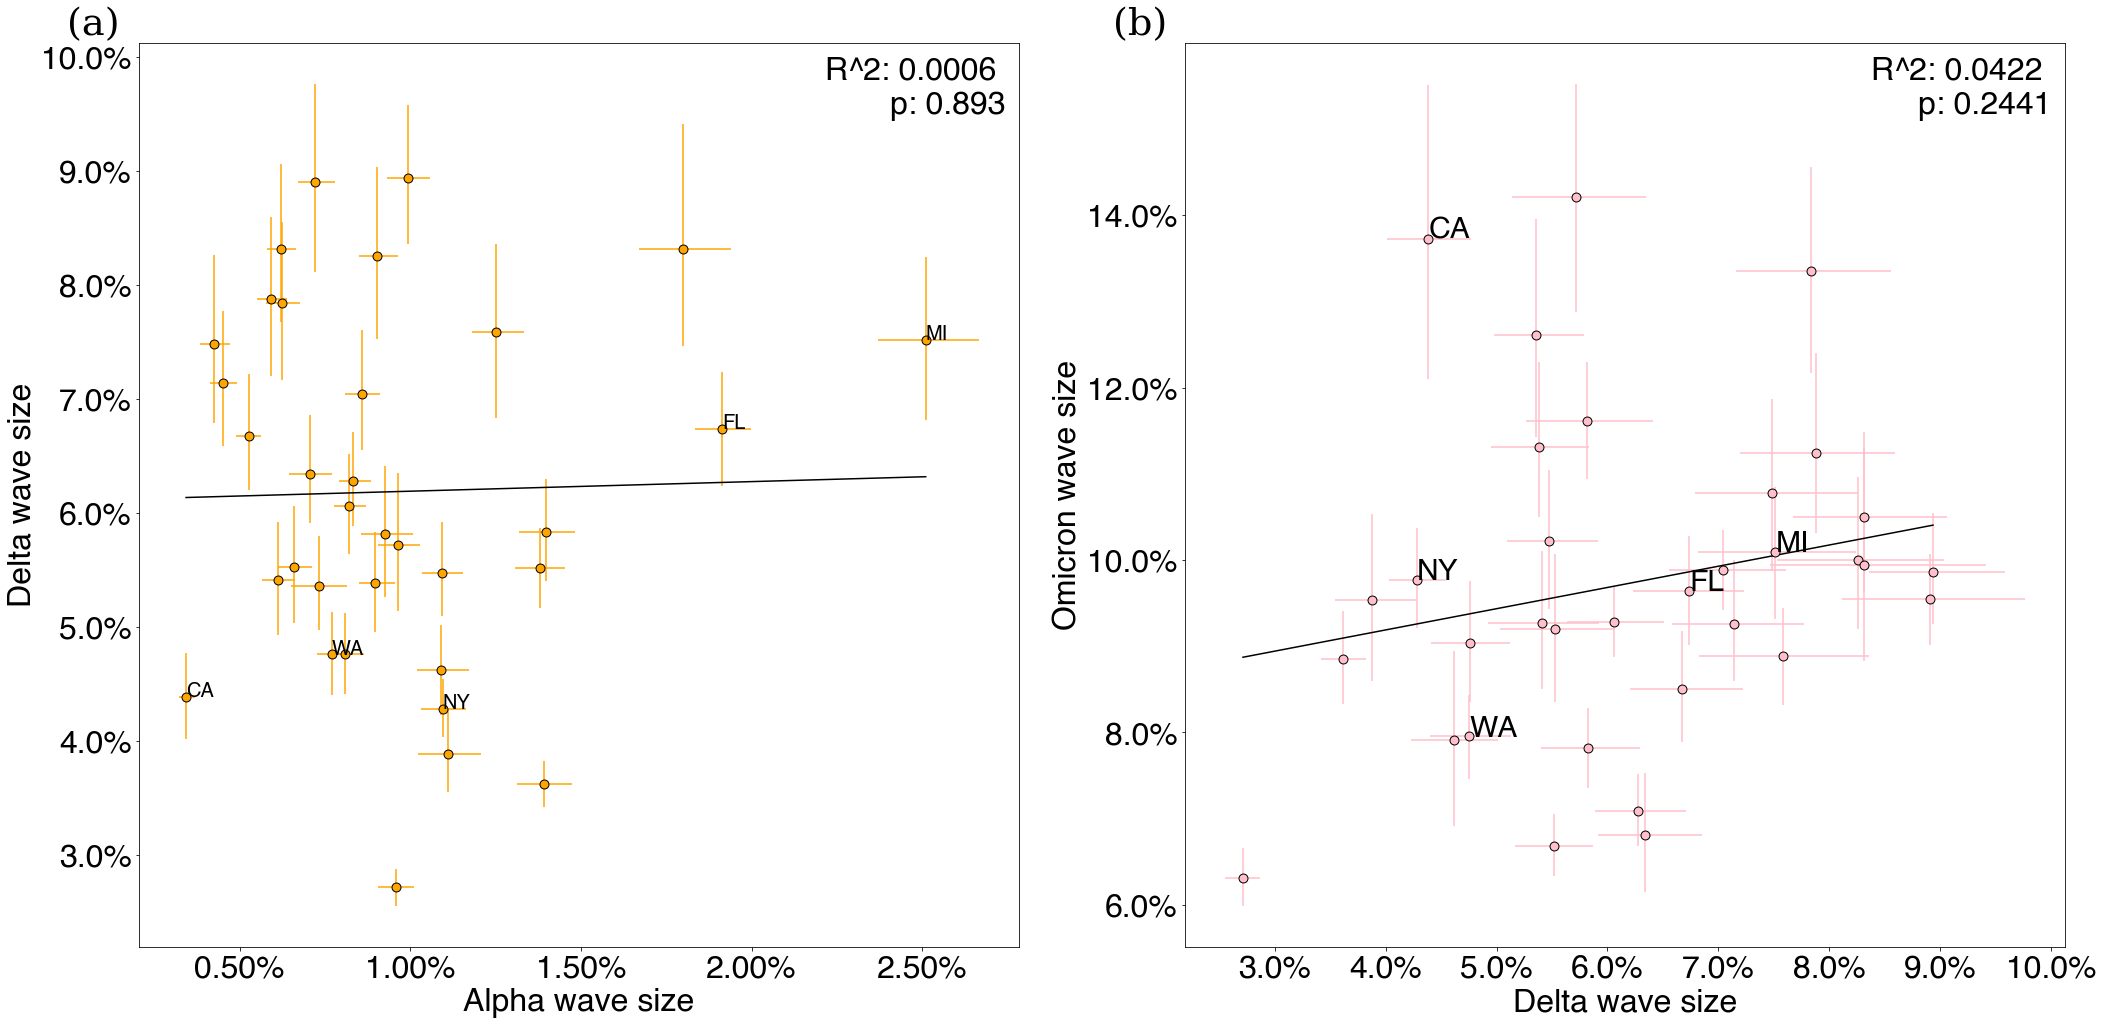 (a)
R^2: 0.0006
p: 0.893
10.0%
9.0%
8.0%
7.0%
6.0%
5.0%
4.0%
3.0%
Delta wave size
MI
FL
WA
CA
NY
0.50%
1.00%
1.50%
2.00%
2.50%
Alpha wave size
(b)
R^2: 0.0422
p: 0.2441
14.0%
12.0%
10.0%
8.0%
6.0%
Omicron wave size
CA
MI
NY
FL
WA
3.0%
4.0%
5.0%
6.0%
7.0%
8.0%
9.0%
10.0%
Delta wave size